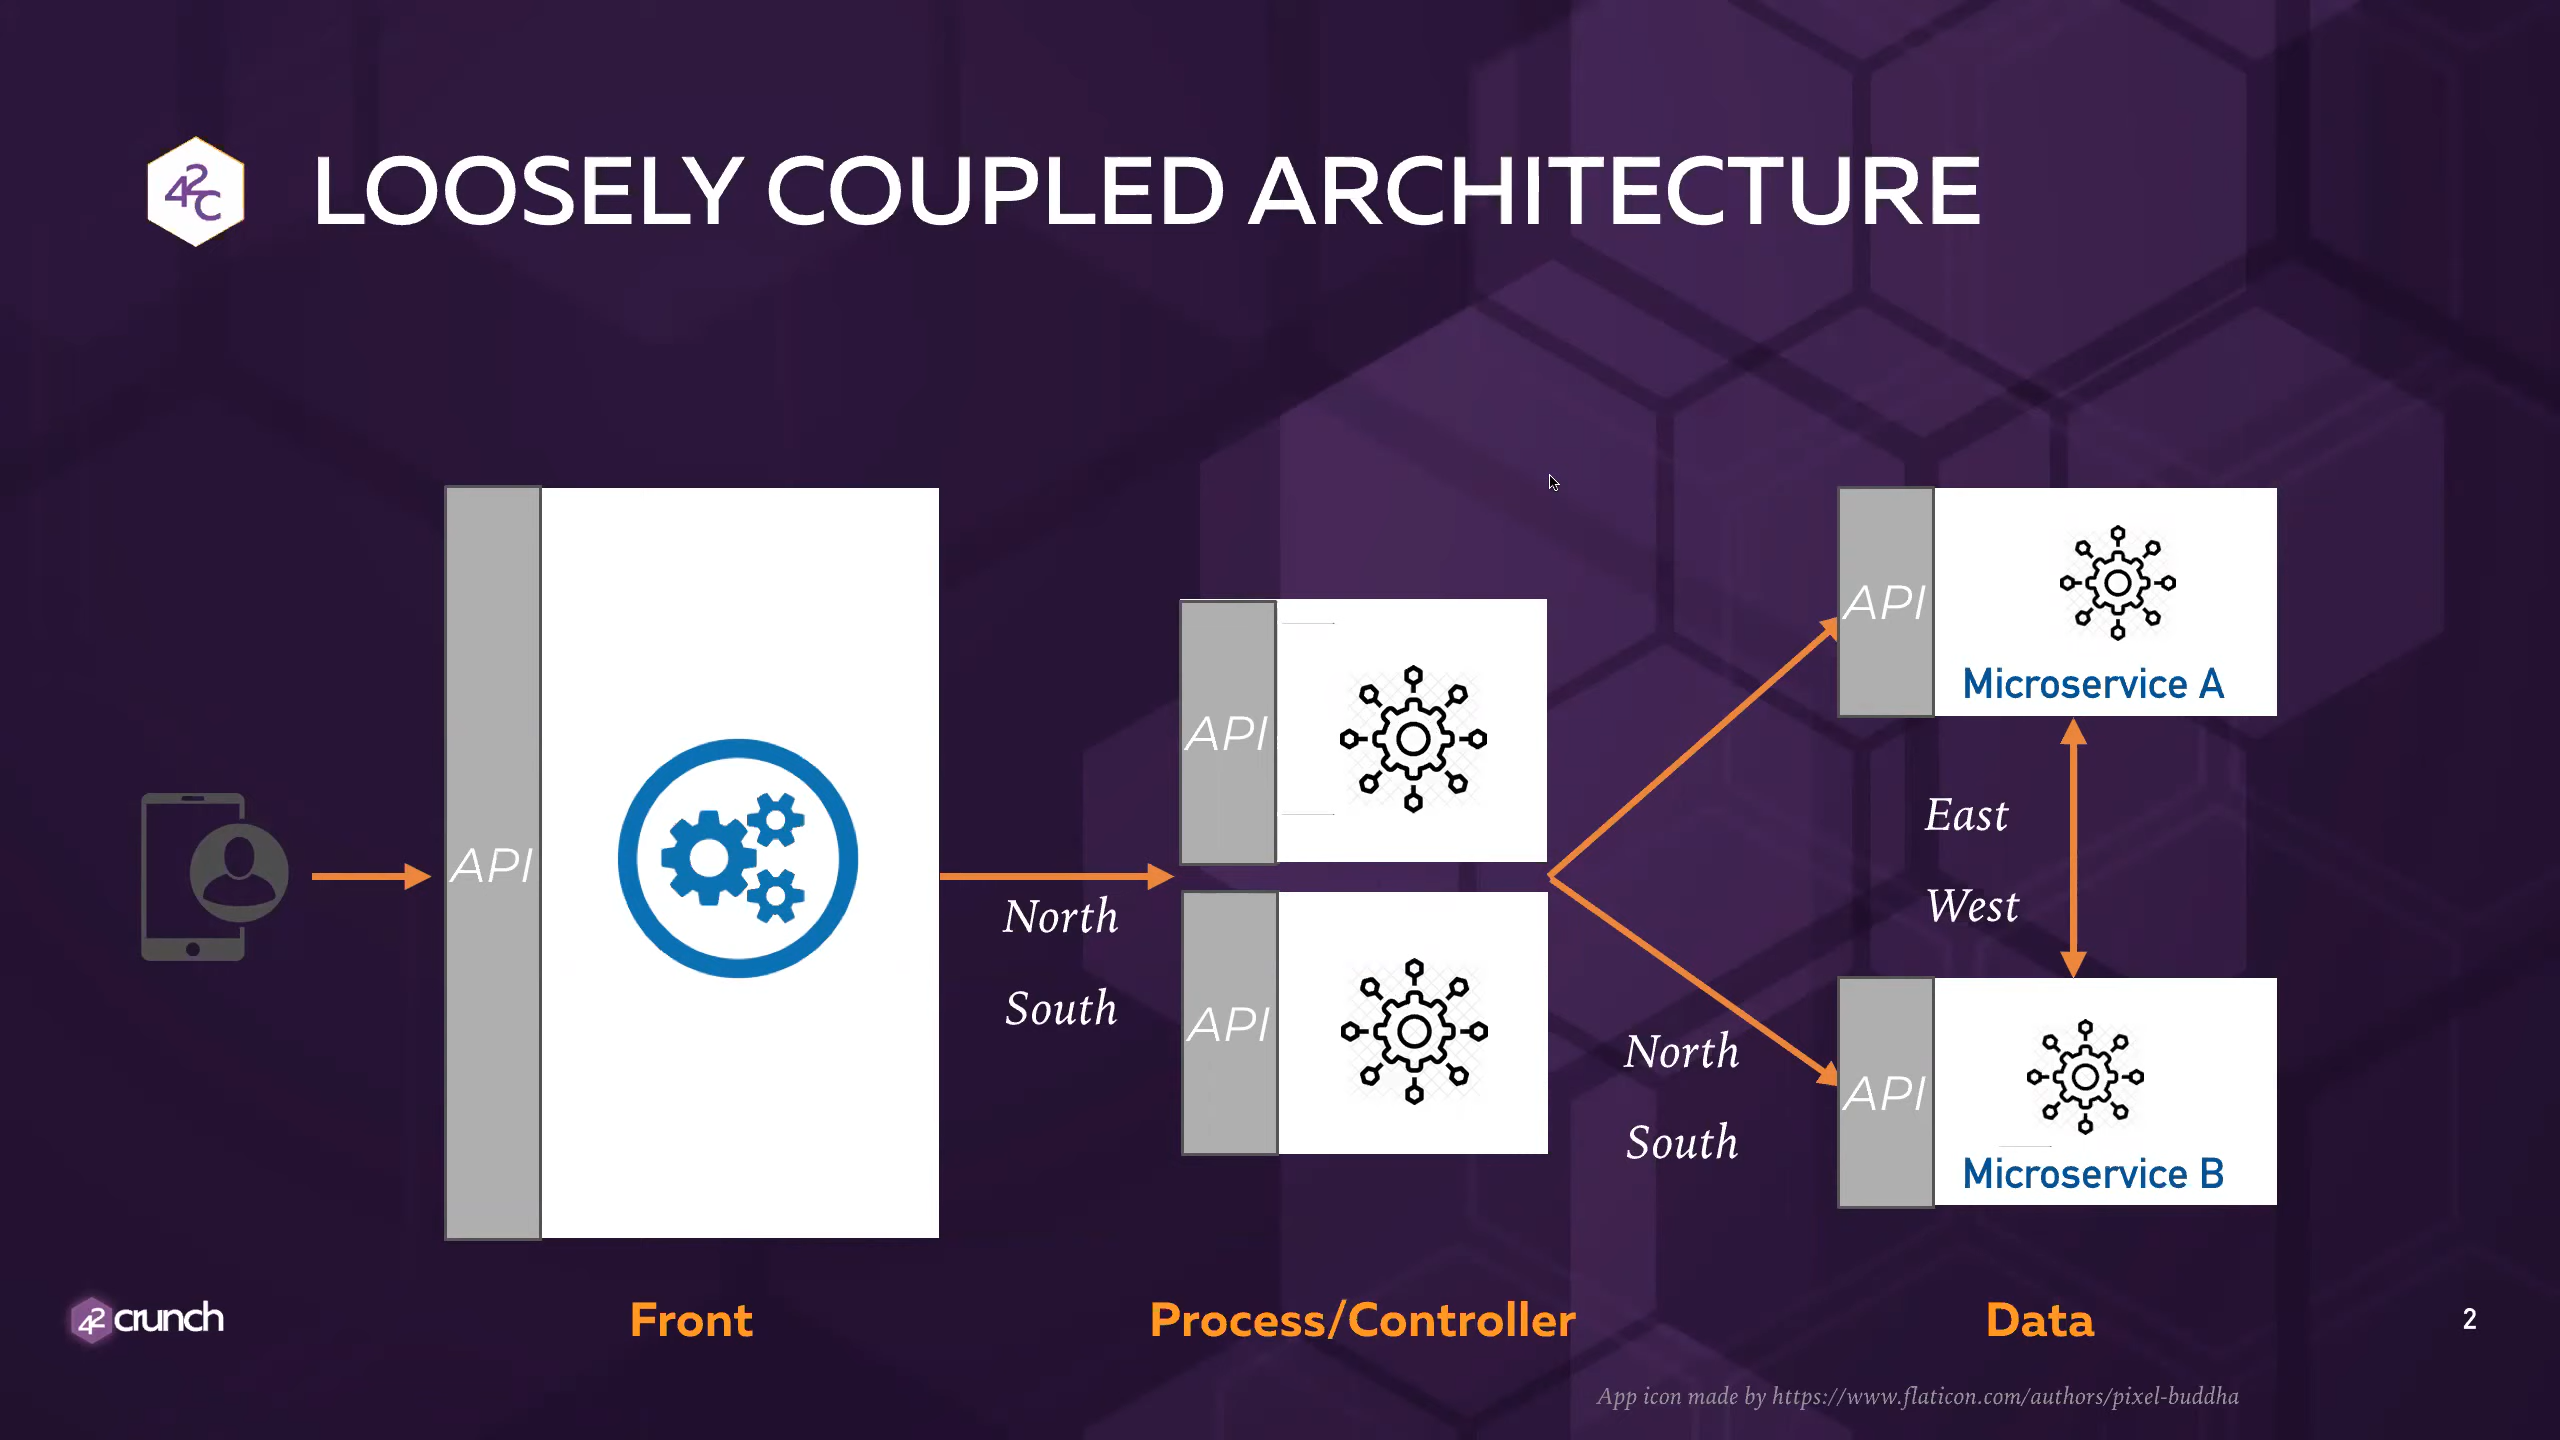 42C
LOOSELY COUPLED ARCHITECTURE
API
North
South
API
API
North
South
API
Microservice A
East
West
API
Microservice B
42crunch
Front
Process/Controller
Data
2
App icon made by https://www.flaticon.com/authors/pixel-buddha